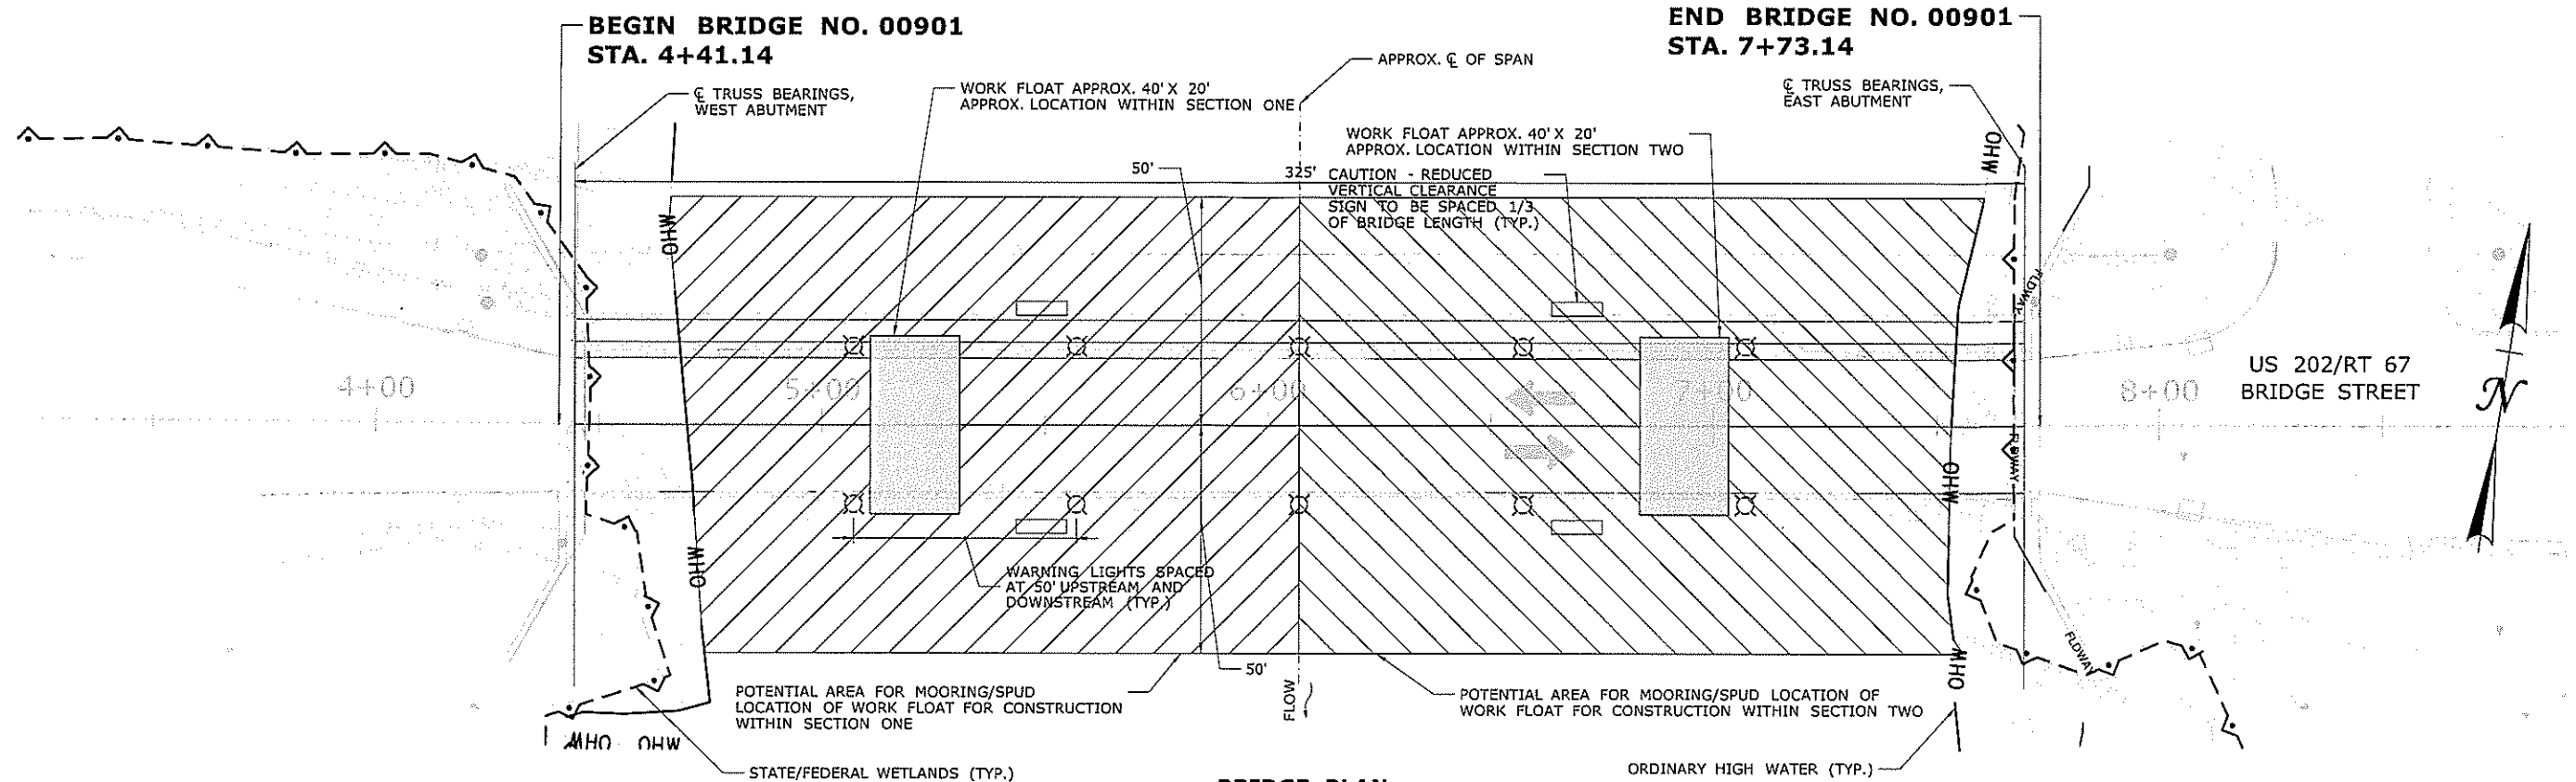 BEGIN BRIDGE NO. 00901
STA. 4+41.14
END BRIDGE NO. 00901
STA. 7+73.14
APPROX. ℄ OF SPAN
℄ TRUSS BEARINGS,
WEST ABUTMENT
WORK FLOAT APPROX. 40' X 20'
APPROX. LOCATION WITHIN SECTION ONE
℄ TRUSS BEARINGS,
EAST ABUTMENT
WORK FLOAT APPROX. 40' X 20'
APPROX. LOCATION WITHIN SECTION TWO
50'
325'
CAUTION - REDUCED
VERTICAL CLEARANCE
SIGN TO BE SPACED 1/3
OF BRIDGE LENGTH (TYP.)
OHW
OHW
FLDWAY
4+00
5+00
6+00
7+00
8+00
US 202/RT 67
BRIDGE STREET
N
FLDWAY
OHW
OHW
WARNING LIGHTS SPACED
AT 50' UPSTREAM AND
DOWNSTREAM (TYP.)
FLDWAY
OHW
50'
FLOW
POTENTIAL AREA FOR MOORING/SPUD
LOCATION OF WORK FLOAT FOR CONSTRUCTION
WITHIN SECTION ONE
POTENTIAL AREA FOR MOORING/SPUD LOCATION OF
WORK FLOAT FOR CONSTRUCTION WITHIN SECTION TWO
OHW OHW
STATE/FEDERAL WETLANDS (TYP.)
ORDINARY HIGH WATER (TYP.)
BRIDGE PLAN